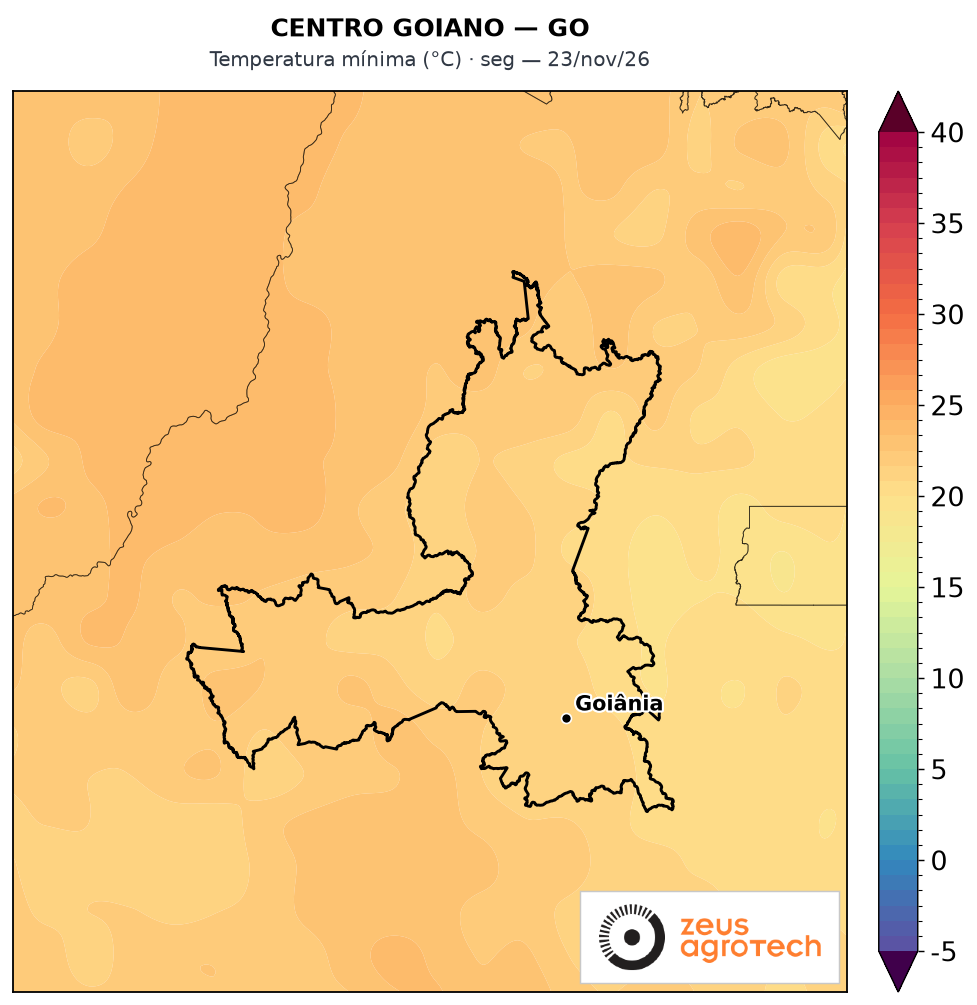 CENTRO GOIANO — GO
Temperatura mínima (°C) · seg — 23/nov/26
40
35
30
25
20
15
10
5
0
-5
Goiânia
zeus
agrotech